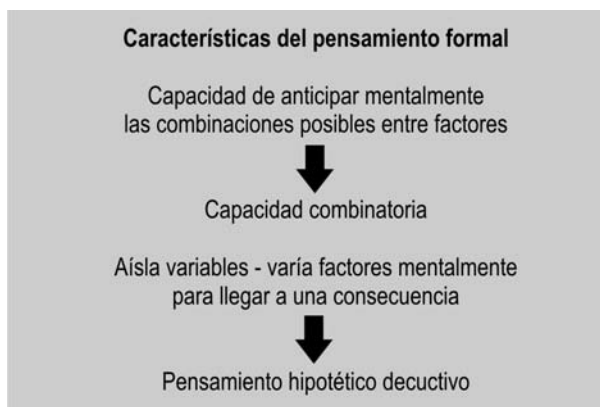 Características del pensamiento formal
Capacidad de anticipar mentalmente
las combinaciones posibles entre factores
Capacidad combinatoria
Aísla variables - varía factores mentalmente
para llegar a una consecuencia
Pensamiento hipotético decuctivo